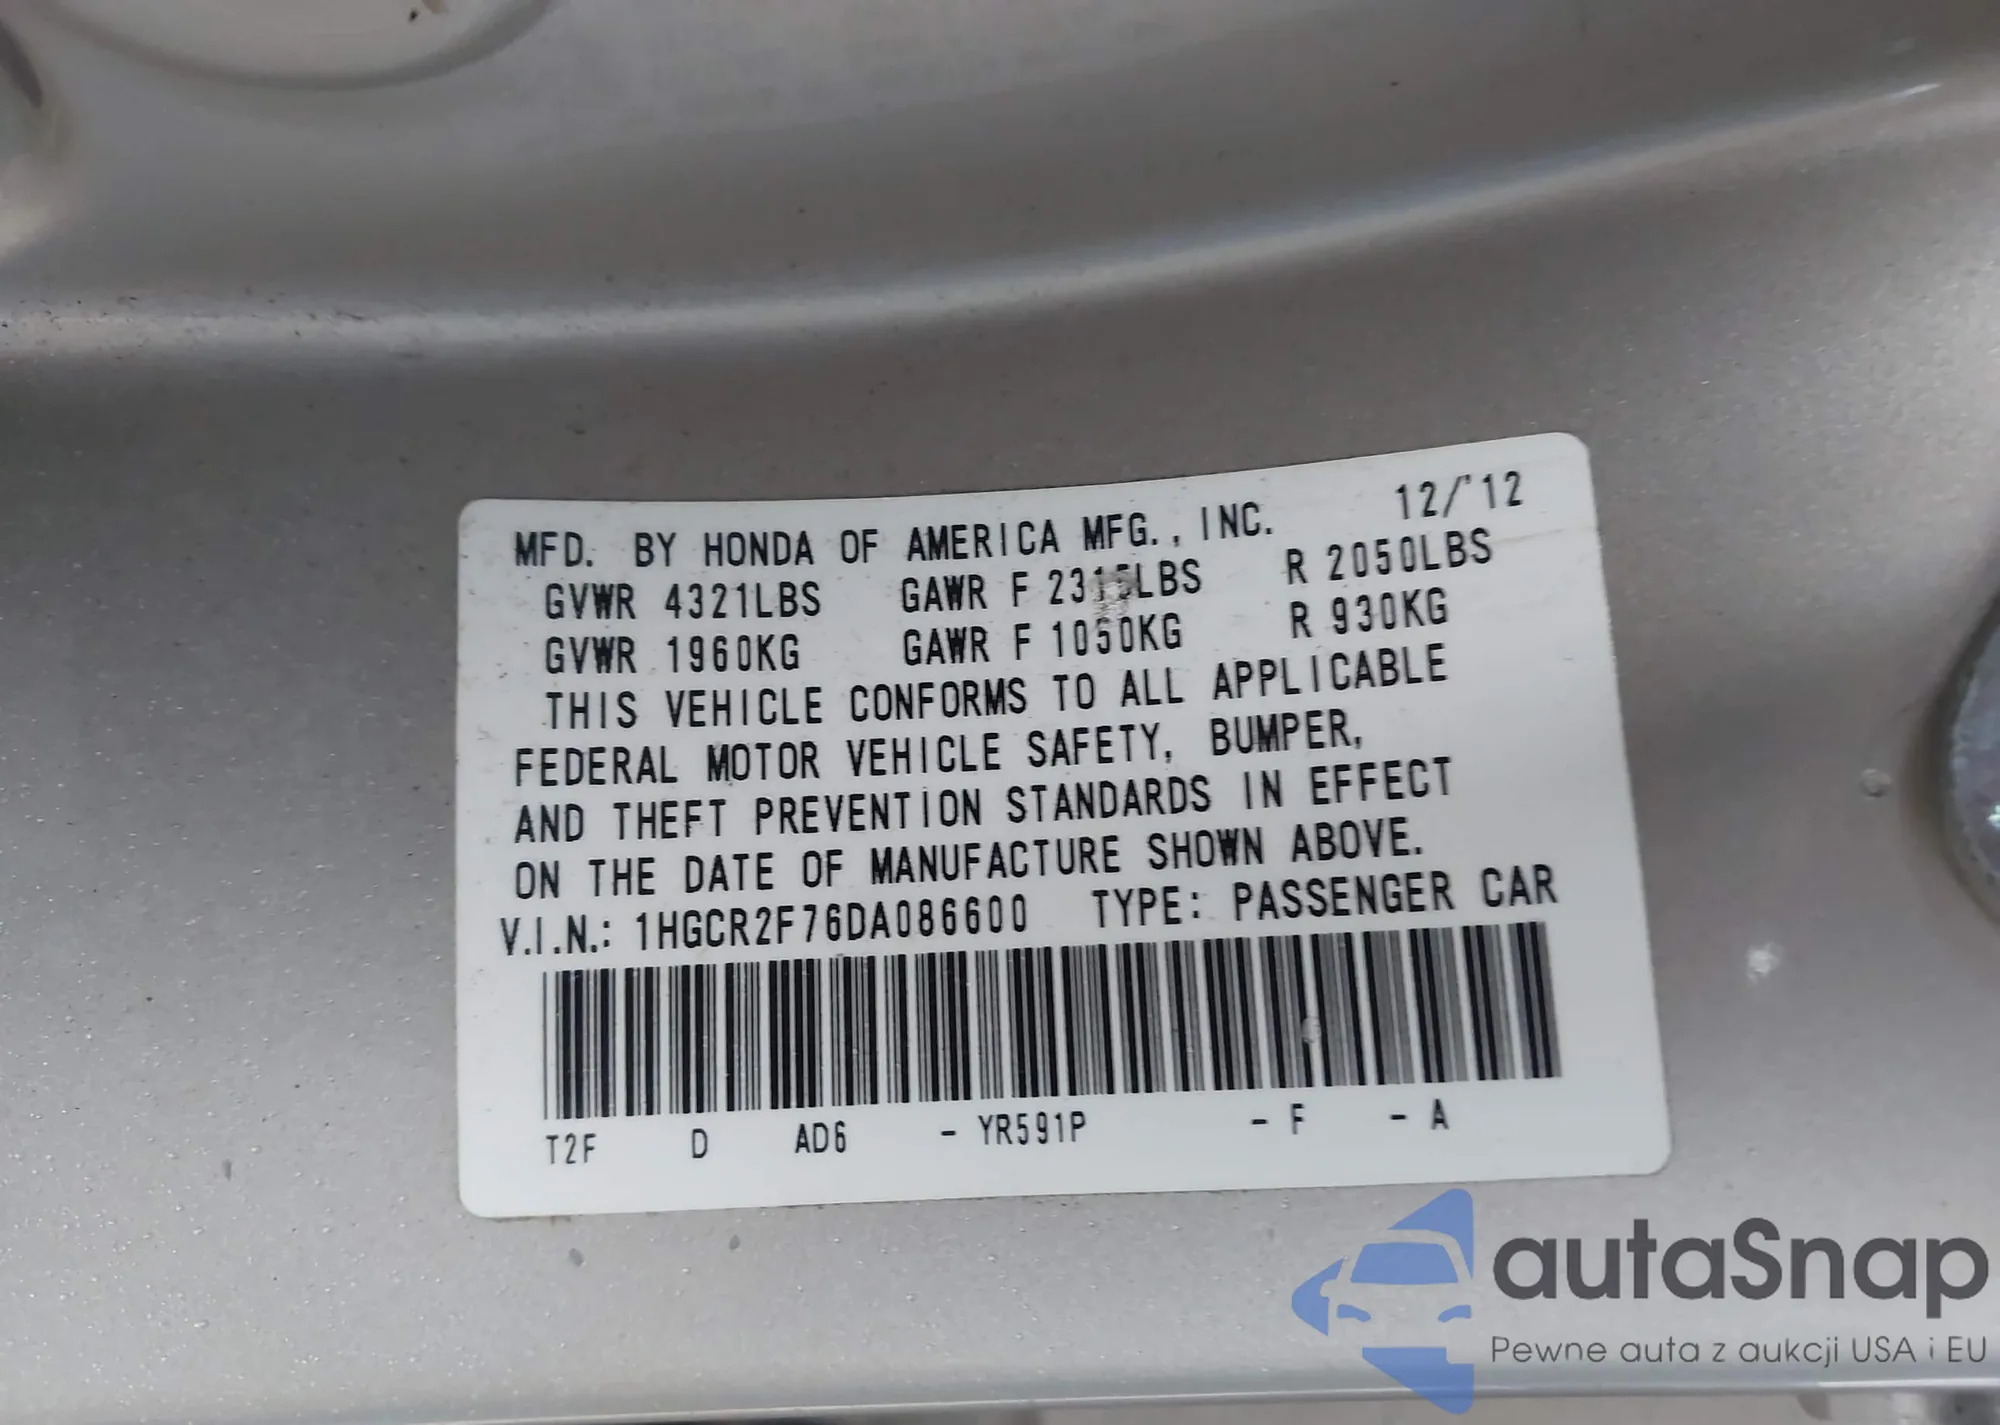 MFD. BY HONDA OF AMERICA MFG., INC. 12/'12
GVWR 4321LBS GAWR F 2315LBS R 2050LBS
GVWR 1960KG GAWR F 1050KG R 930KG
THIS VEHICLE CONFORMS TO ALL APPLICABLE
FEDERAL MOTOR VEHICLE SAFETY, BUMPER,
AND THEFT PREVENTION STANDARDS IN EFFECT
ON THE DATE OF MANUFACTURE SHOWN ABOVE.
V.I.N.: 1HGCR2F76DA086600 TYPE: PASSENGER CAR
T2F D AD6 - YR591P - F - A
autaSnap
Pewne auta z aukcji USA i EU